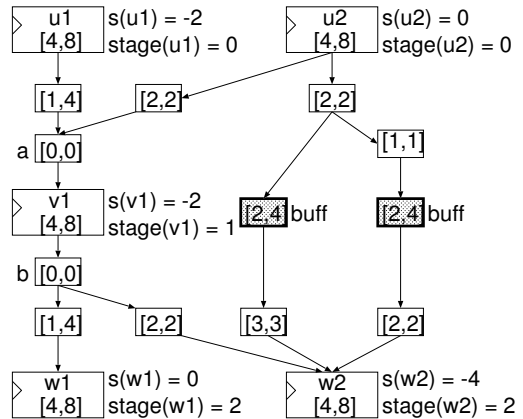 u1
[4,8]
s(u1) = -2
stage(u1) = 0
u2
[4,8]
s(u2) = 0
stage(u2) = 0
[1,4]
[2,2]
[2,2]
a
[0,0]
[1,1]
v1
[4,8]
s(v1) = -2
stage(v1) = 1
[2,4]
buff
[2,4]
buff
b
[0,0]
[1,4]
[2,2]
[3,3]
[2,2]
w1
[4,8]
s(w1) = 0
stage(w1) = 2
w2
[4,8]
s(w2) = -4
stage(w2) = 2